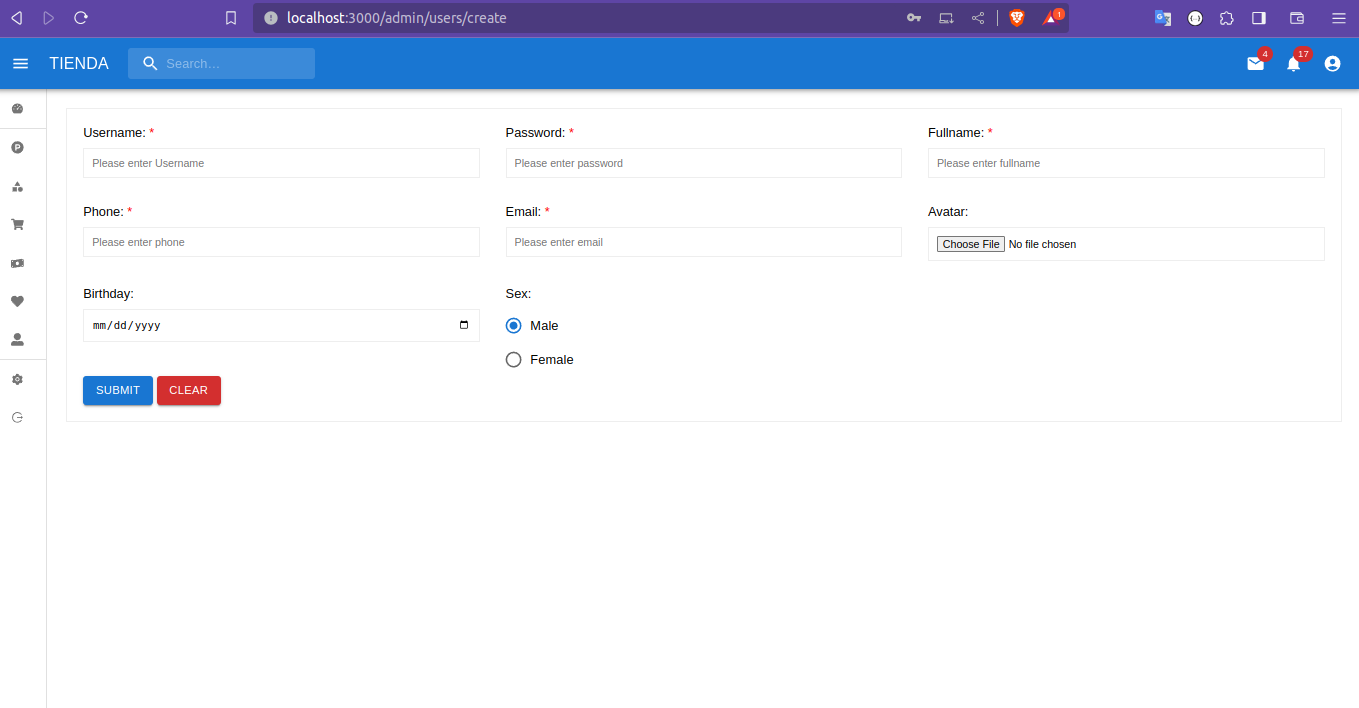 localhost:3000/admin/users/create
1
TIENDA
Search…
4
17
Username: *
Password: *
Fullname: *
Please enter Username
Please enter password
Please enter fullname
Phone: *
Email: *
Avatar:
Please enter phone
Please enter email
Choose File No file chosen
Birthday:
Sex:
mm/dd/yyyy
Male
Female
SUBMIT
CLEAR